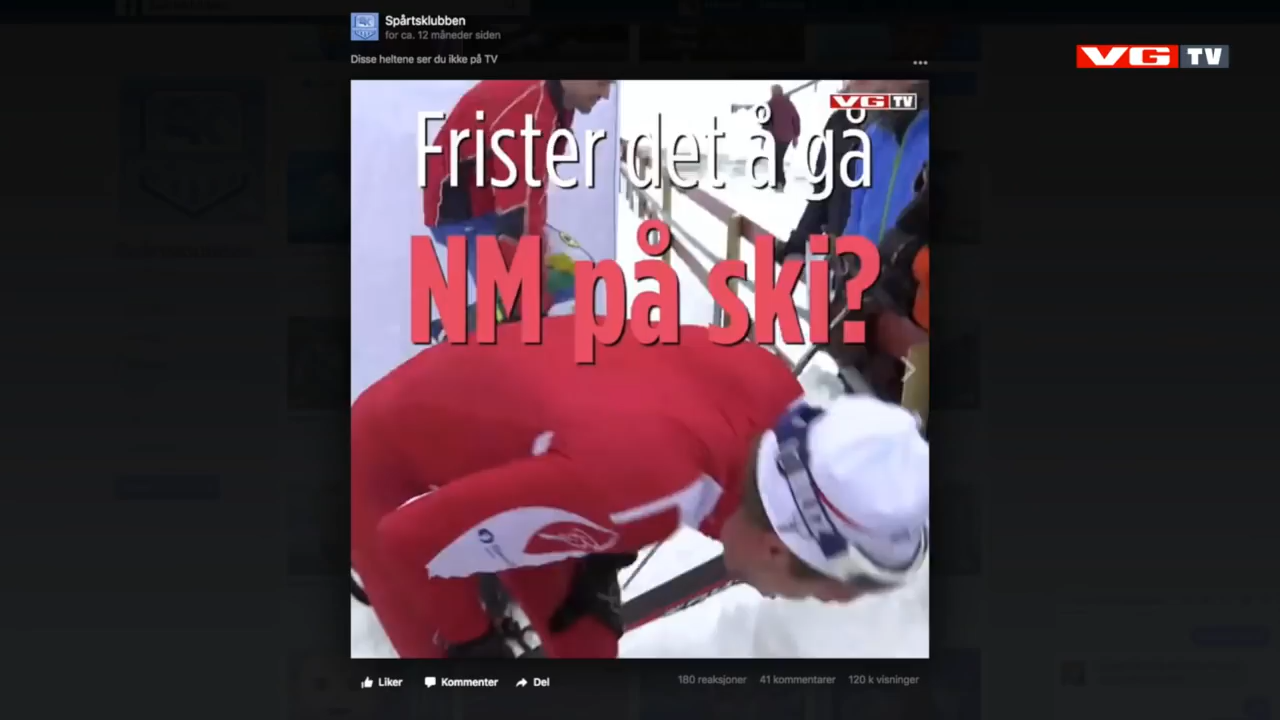 Spårtsklubben
for ca. 12 måneder siden
Disse heltene ser du ikke på TV
VG TV
VG TV
Frister det å gå
NM på ski?
Liker Kommenter Del
180 reaksjoner 41 kommentarer 120 k visninger